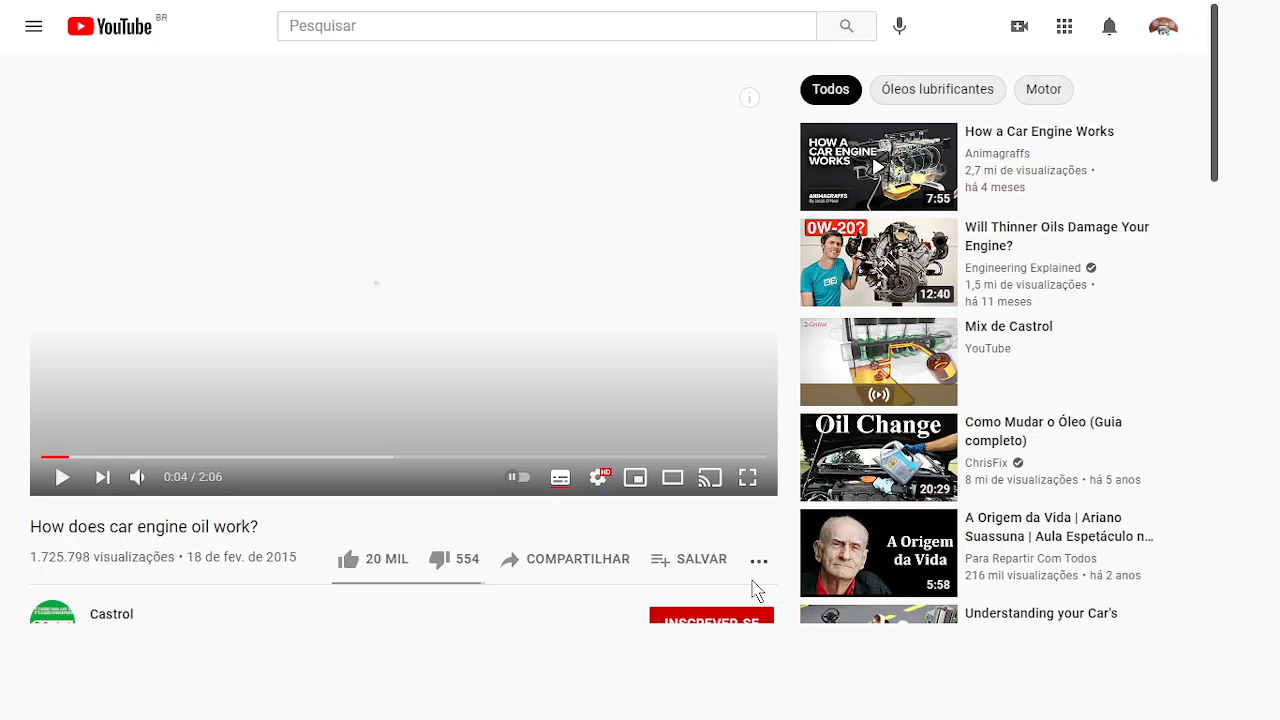 YouTube BR
Pesquisar
Todos
Óleos lubrificantes
Motor
HOW A
CAR ENGINE
WORKS
ANIMAGRAFFS
7:55
How a Car Engine Works
Animagraffs
2,7 mi de visualizações •
há 4 meses
0W-20?
12:40
Will Thinner Oils Damage Your
Engine?
Engineering Explained
1,5 mi de visualizações •
há 11 meses
Castrol
Mix de Castrol
YouTube
Oil Change
20:29
Como Mudar o Óleo (Guia
completo)
ChrisFix
8 mi de visualizações • há 5 anos
A Origem
da Vida
5:58
A Origem da Vida | Ariano
Suassuna | Aula Espetáculo n...
Para Repartir Com Todos
216 mil visualizações • há 2 anos
Understanding your Car's
0:04 / 2:06
HD
How does car engine oil work?
1.725.798 visualizações • 18 de fev. de 2015
20 MIL
554
COMPARTILHAR
SALVAR
Castrol
INSCREVER-SE